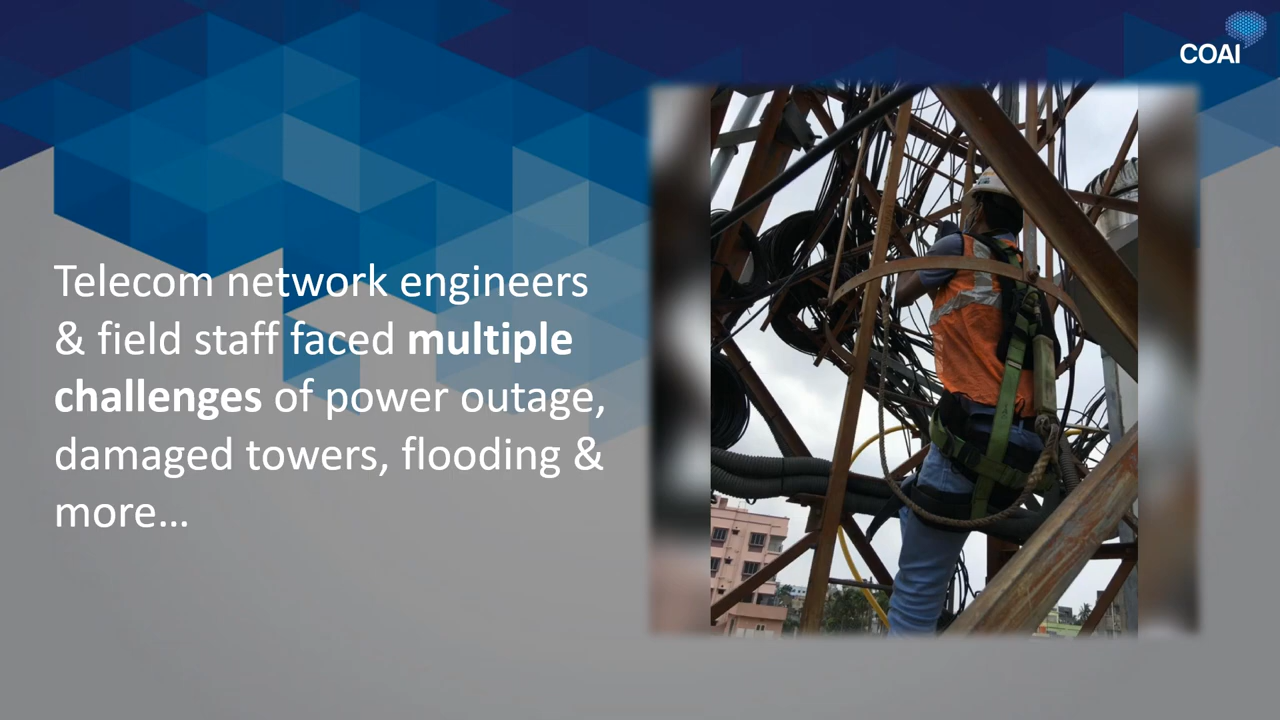 COAI
Telecom network engineers
& field staff faced multiple
challenges of power outage,
damaged towers, flooding &
more...